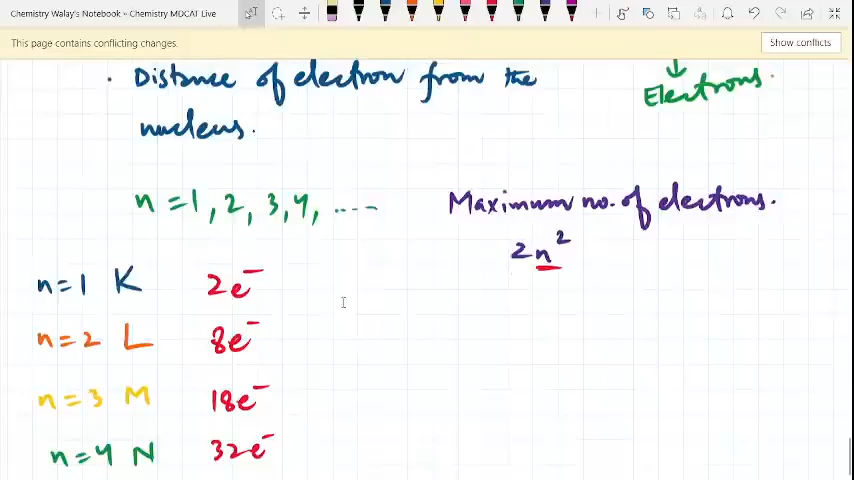 Chemistry Walay's Notebook » Chemistry MDCAT Live
This page contains conflicting changes.
Show conflicts
• Distance of electron from the
nucleus.
↓
Electrons.
n = 1, 2, 3, 4, .....
Maximum no. of electrons.
2n²
n=1 K 2e⁻
n=2 L 8e⁻
n=3 M 18e⁻
n=4 N 32e⁻